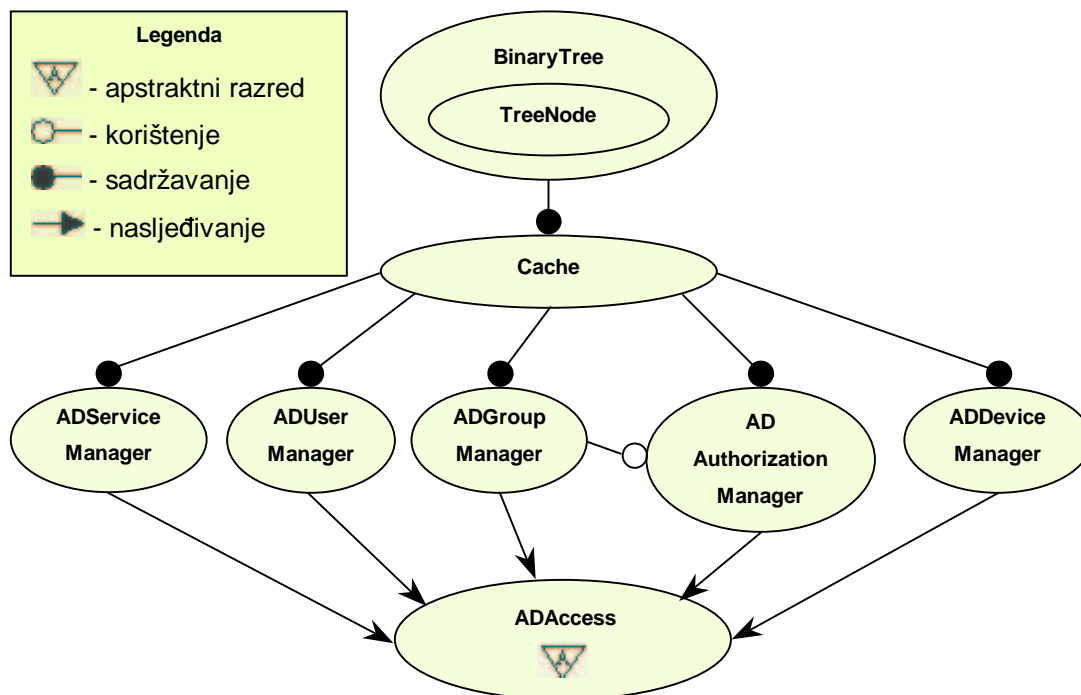 Legenda
- apstraktni razred
- korištenje
- sadržavanje
- nasljeđivanje
BinaryTree
TreeNode
Cache
ADService
Manager
ADUser
Manager
ADGroup
Manager
AD
Authorization
Manager
ADDevice
Manager
ADAccess